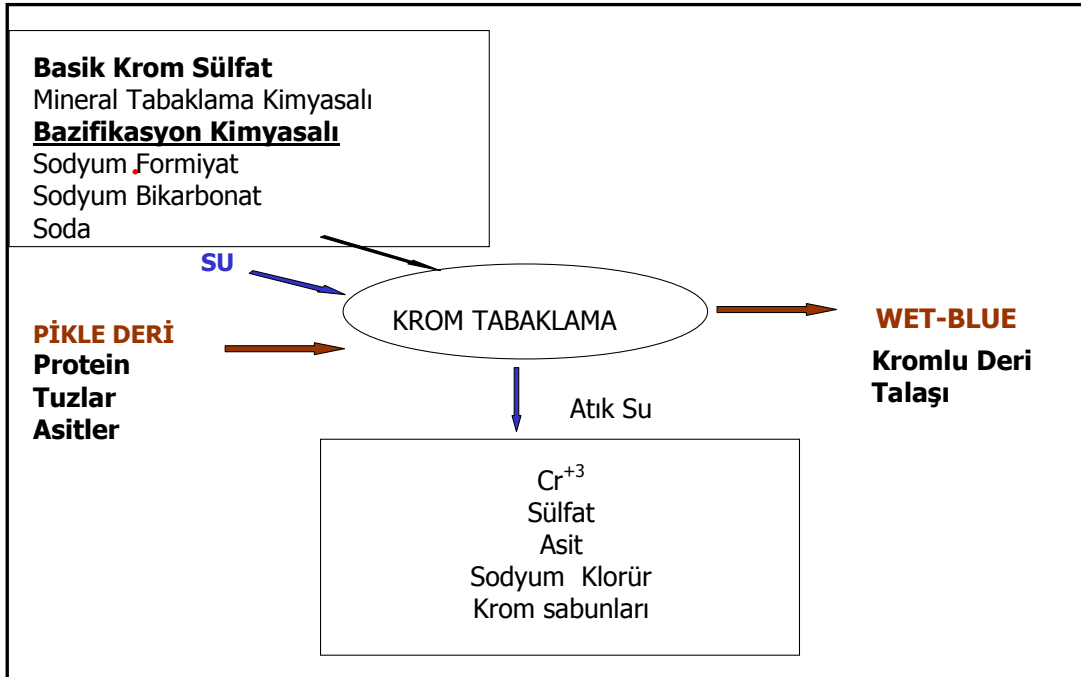 Basik Krom Sülfat
Mineral Tabaklama Kimyasalı
Bazifikasyon Kimyasalı
Sodyum Formiyat
Sodyum Bikarbonat
Soda
SU
KROM TABAKLAMA
PİKLE DERİ
Protein
Tuzlar
Asitler
WET-BLUE
Kromlu Deri
Talaşı
Atık Su
Cr+3
Sülfat
Asit
Sodyum Klorür
Krom sabunları